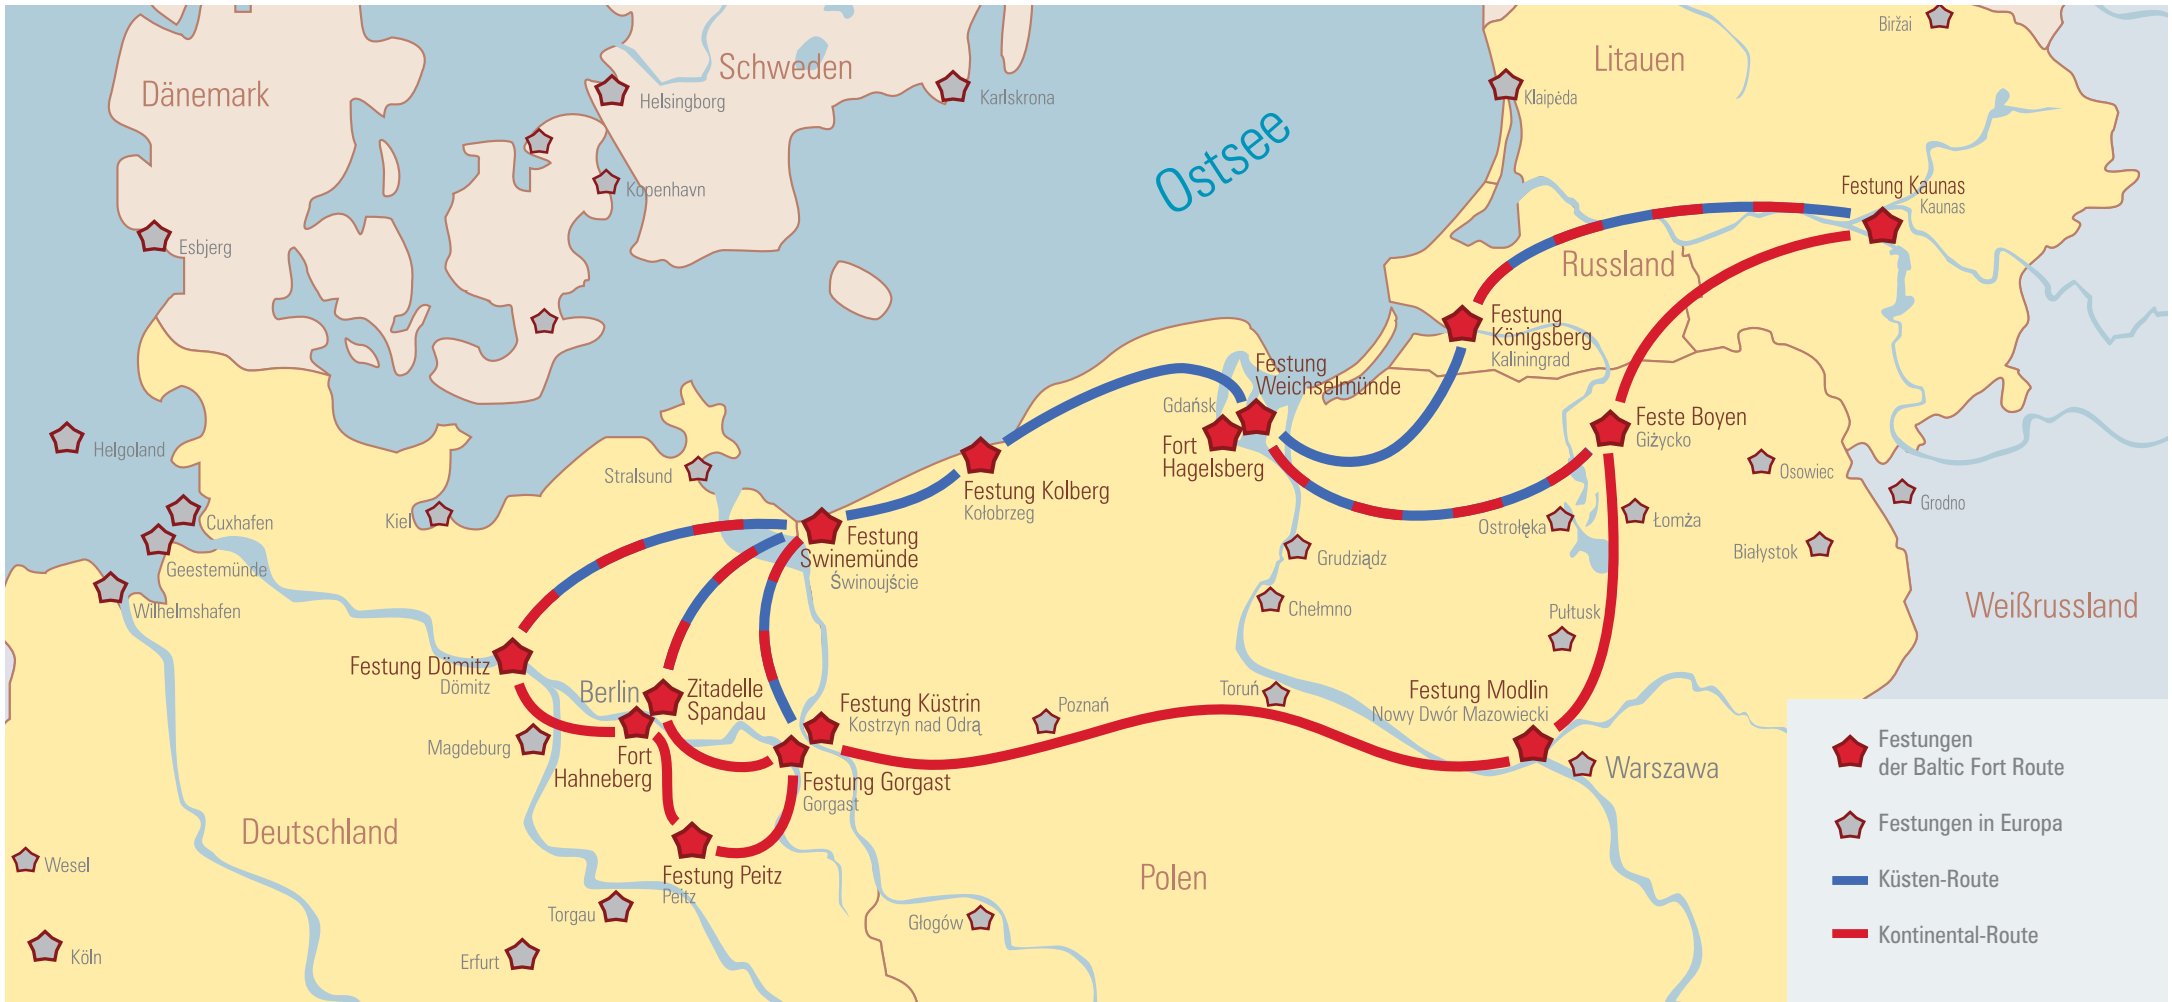 Biržai
Litauen
Schweden
Dänemark
Helsingborg
Karlskrona
Klaipėda
Ostsee
Kopenhavn
Festung Kaunas
Kaunas
Esbjerg
Russland
Festung
Königsberg
Kaliningrad
Festung
Weichselmünde
Gdańsk
Fort
Hagelsberg
Feste Boyen
Giżycko
Helgoland
Stralsund
Osowiec
Festung Kolberg
Kołobrzeg
Grodno
Cuxhafen
Kiel
Ostrołęka
Łomża
Festung
Swinemünde
Świnoujście
Białystok
Grudziądz
Geestemünde
Wilhelmshafen
Chełmno
Pułtusk
Weißrussland
Festung Dömitz
Dömitz
Berlin
Zitadelle
Spandau
Toruń
Festung Modlin
Nowy Dwór Mazowiecki
Festung Küstrin
Kostrzyn nad Odrą
Poznań
Magdeburg
Fort
Hahneberg
Warszawa
Festung Gorgast
Gorgast
Deutschland
Wesel
Festung Peitz
Peitz
Polen
Torgau
Głogów
Köln
Erfurt
Festungen
der Baltic Fort Route
Festungen in Europa
Küsten-Route
Kontinental-Route